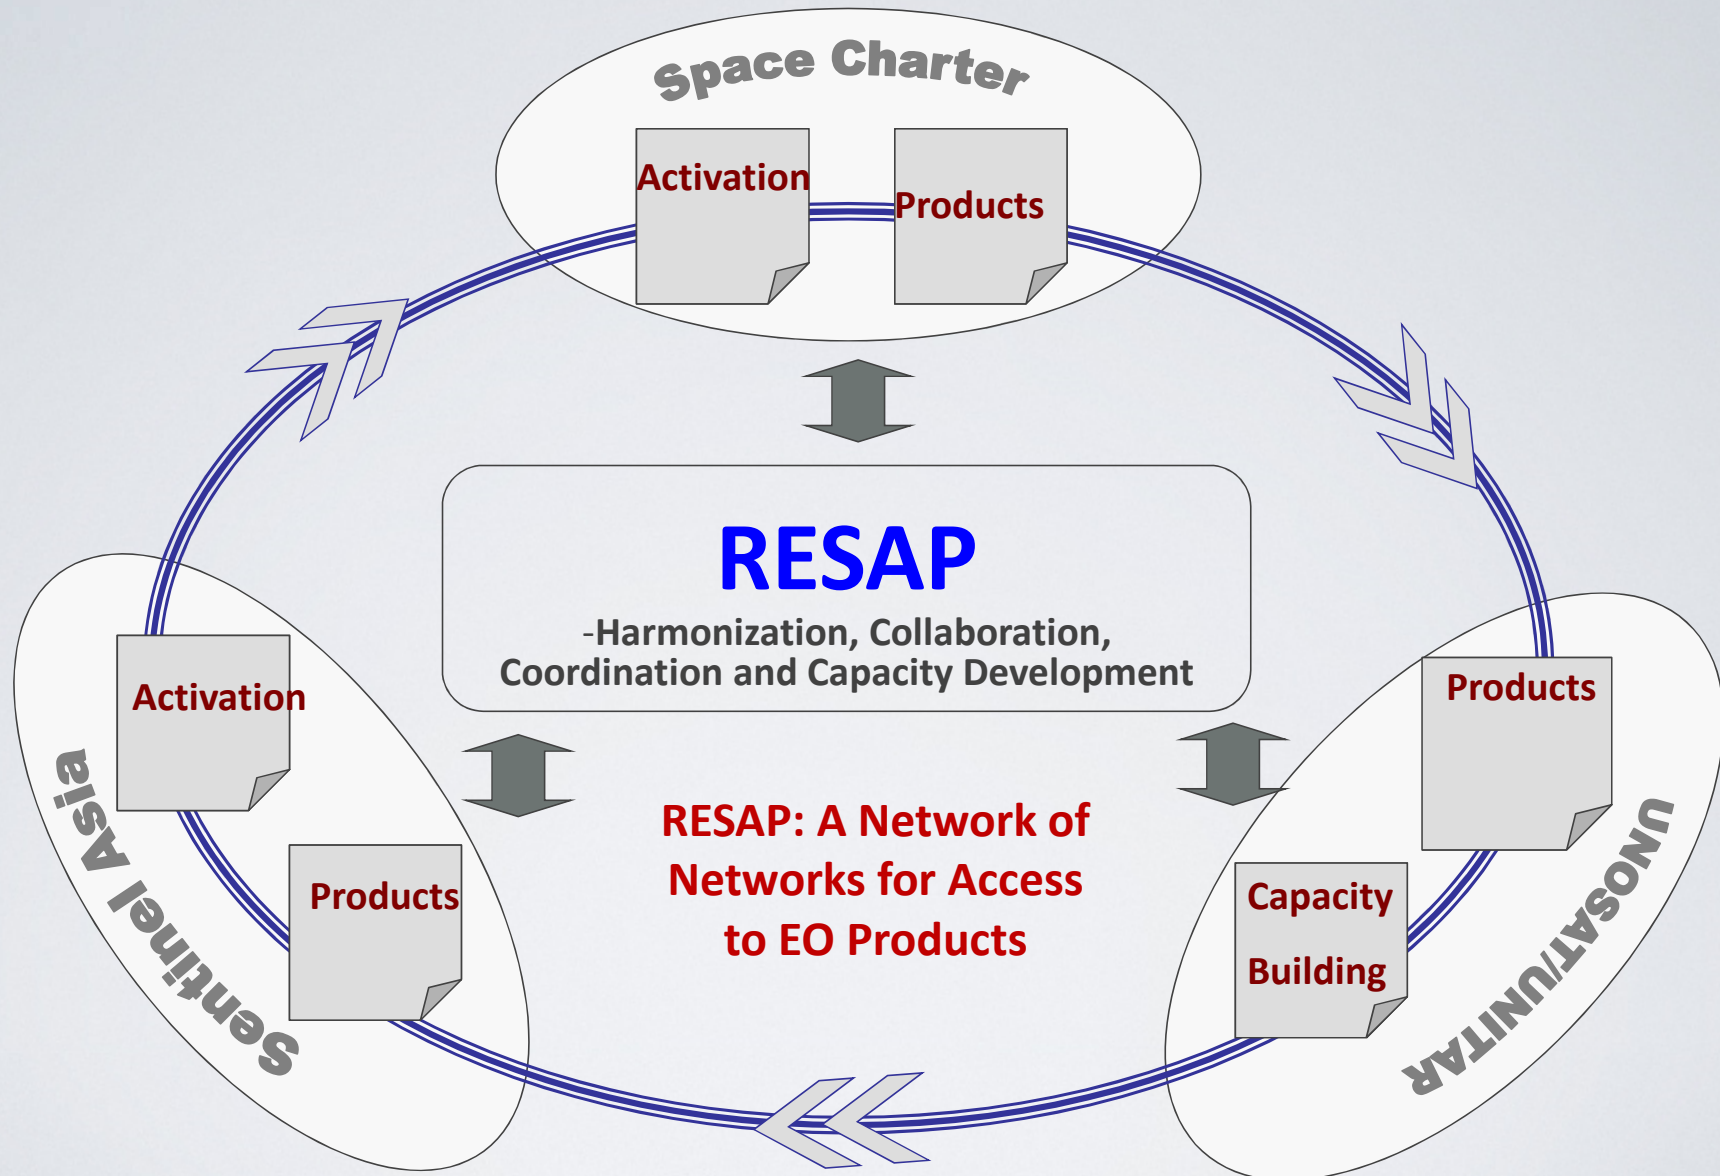 Space Charter
Activation
Products
RESAP
-Harmonization, Collaboration,
Coordination and Capacity Development
Activation
Products
Sentinel Asia
RESAP: A Network of
Networks for Access
to EO Products
Products
Capacity
Building
UNOSAT/UNITAR